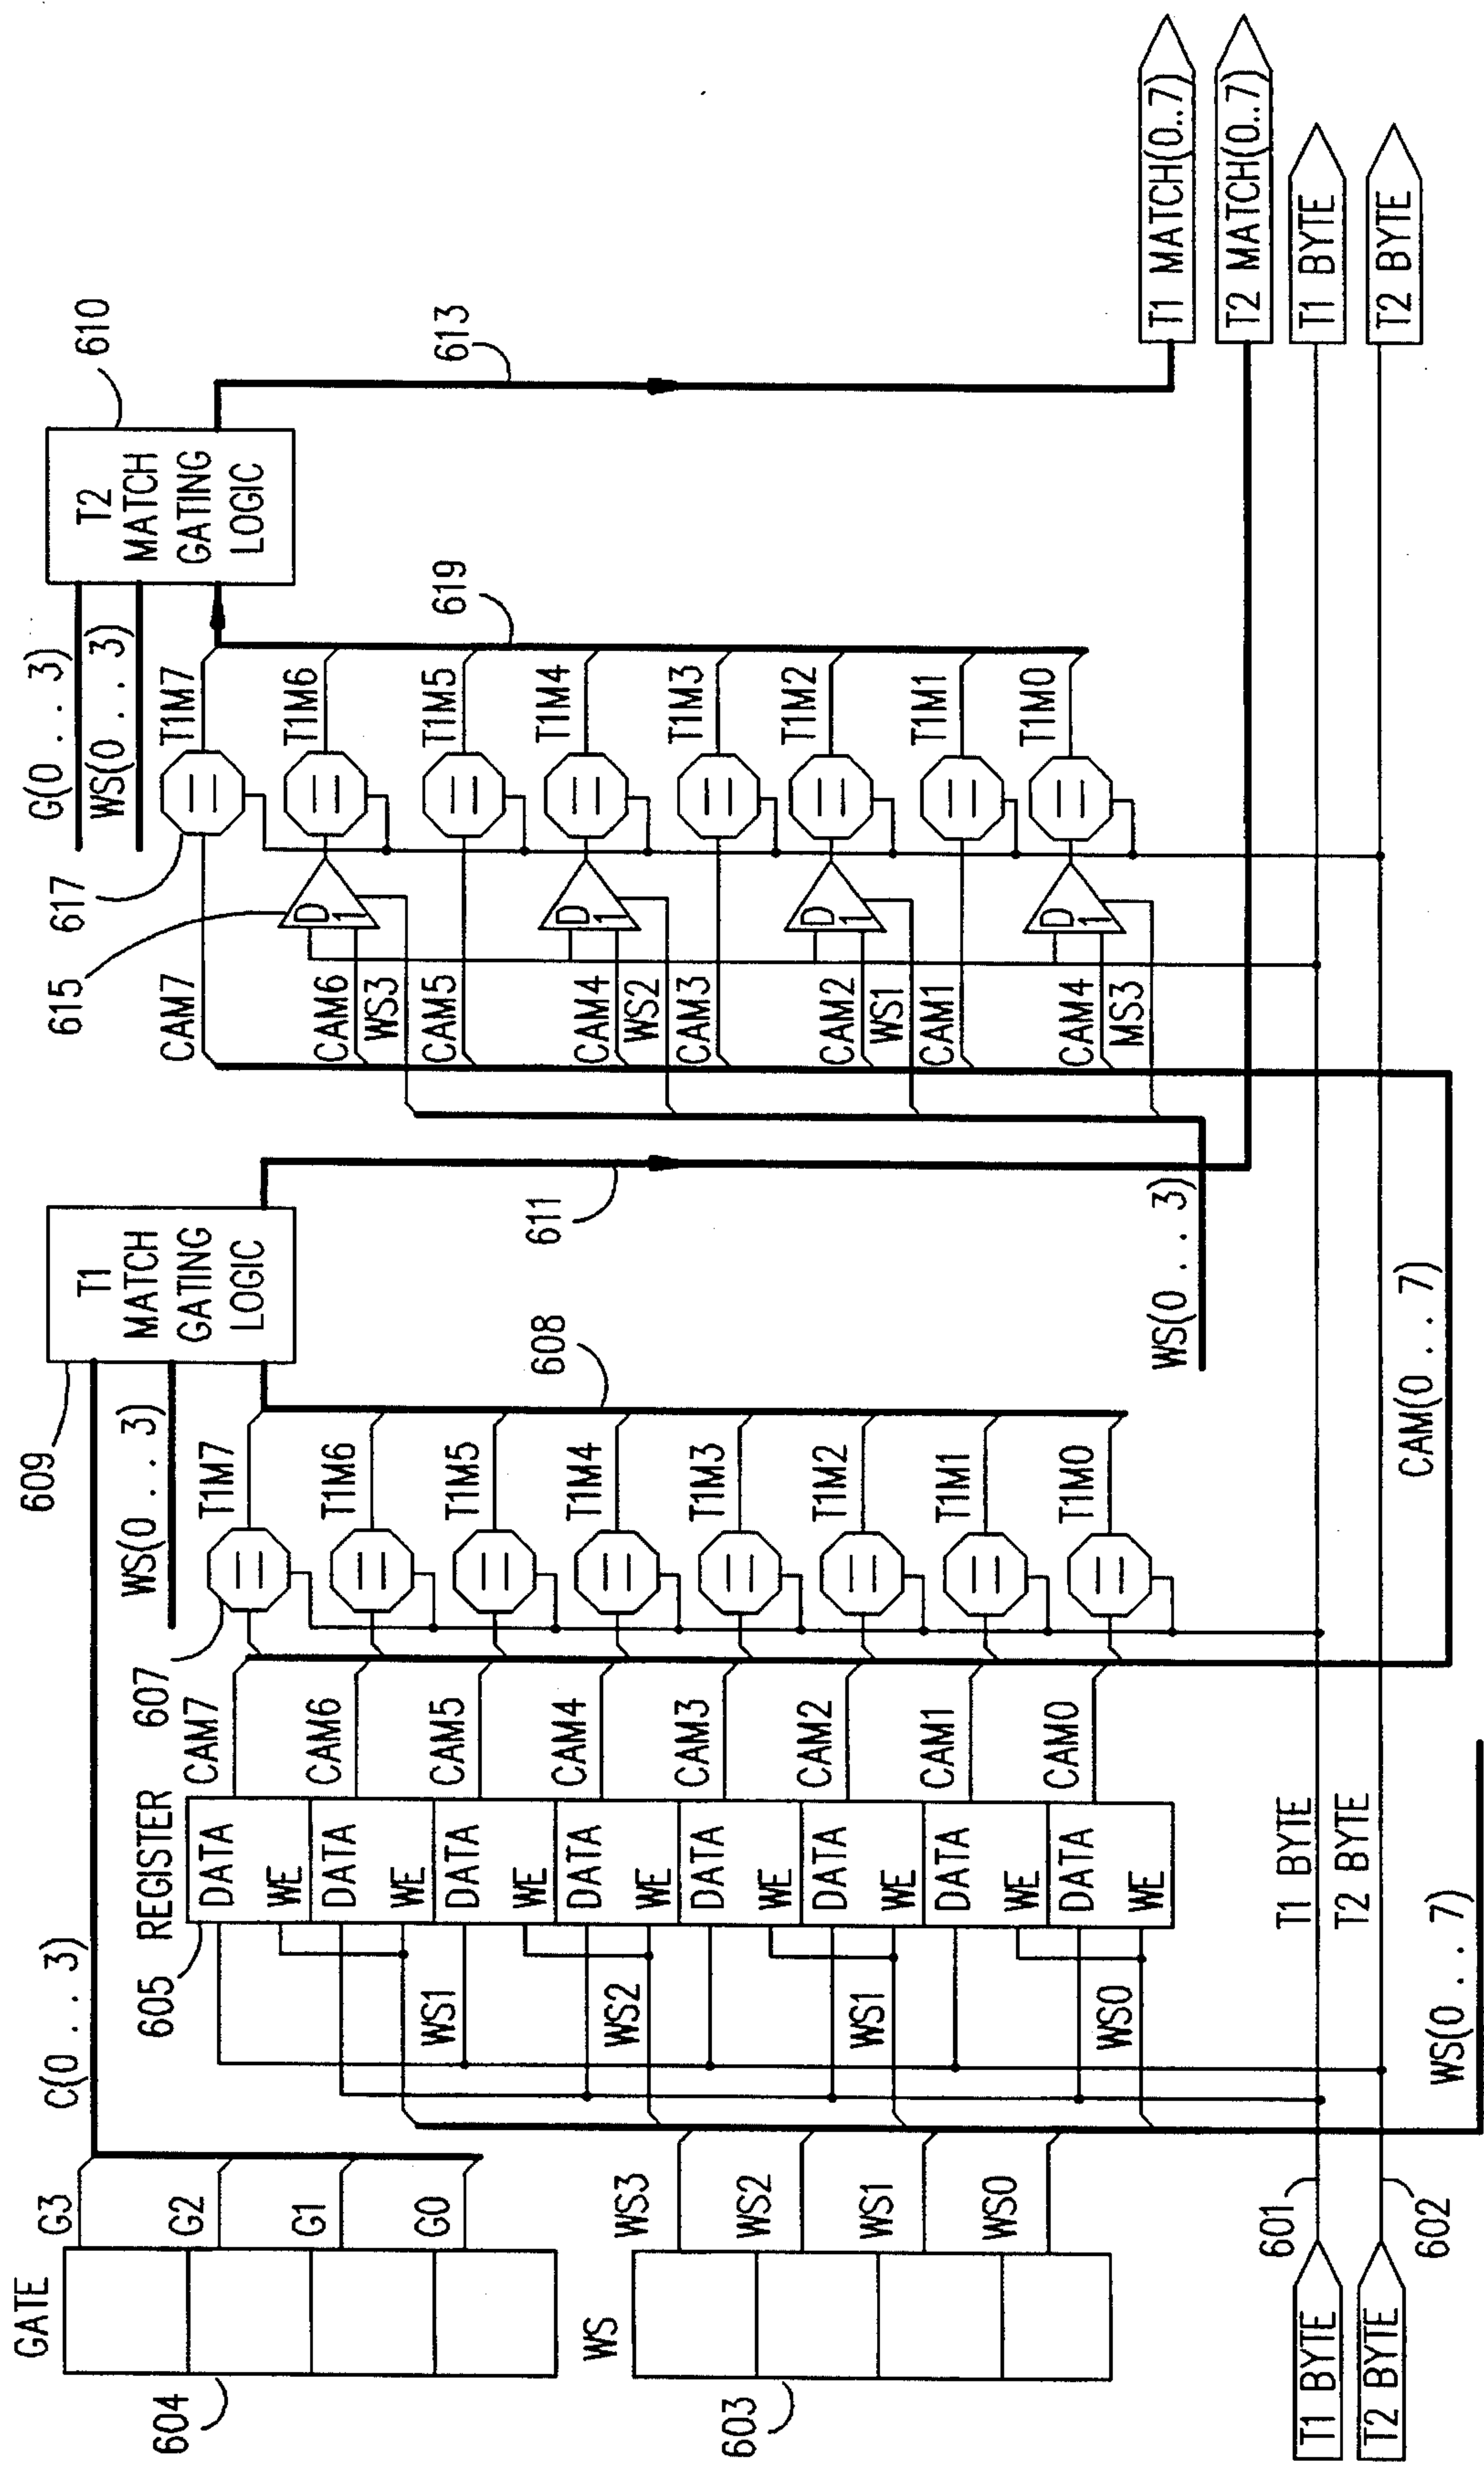 GATE
604
G3
G2
G1
G0
C(0 . . 3)
WS
603
WS3
WS2
WS1
WS0
605
REGISTER
DATA
WE
DATA
WE
DATA
WE
DATA
WE
DATA
WE
DATA
WE
DATA
WE
DATA
WE
WS1
WS2
WS1
WS0
CAM7
CAM6
CAM5
CAM4
CAM3
CAM2
CAM1
CAM0
607
T1M7
T1M6
T1M5
T1M4
T1M3
T1M2
T1M1
T1M0
608
609
WS(0 . . . 3)
T1
MATCH
GATING
LOGIC
611
WS(0 . . . 3)
615
617
CAM7
CAM6
WS3
CAM5
CAM4
WS2
CAM3
CAM2
WS1
CAM1
CAM4
MS3
D
1
D
1
D
1
D
1
T1M7
T1M6
T1M5
T1M4
T1M3
T1M2
T1M1
T1M0
619
G(0 . . 3)
WS(0 . . . 3)
T2
MATCH
GATING
LOGIC
610
613
T1 MATCH(0..7)
T2 MATCH(0..7)
T1 BYTE
T2 BYTE
T1 BYTE
601
T2 BYTE
602
T1 BYTE
T2 BYTE
WS(0 . . 7)
CAM(0 . . 7)